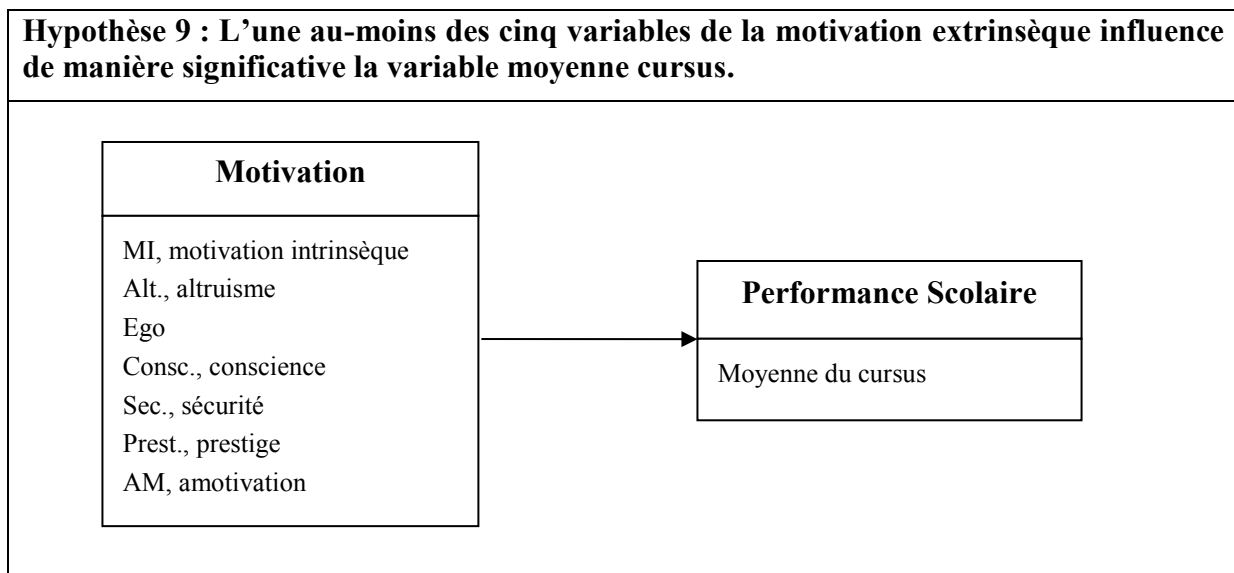 Hypothèse 9 : L’une au-moins des cinq variables de la motivation extrinsèque influence
de manière significative la variable moyenne cursus.
Motivation
MI, motivation intrinsèque
Alt., altruisme
Ego
Consc., conscience
Sec., sécurité
Prest., prestige
AM, amotivation
Performance Scolaire
Moyenne du cursus